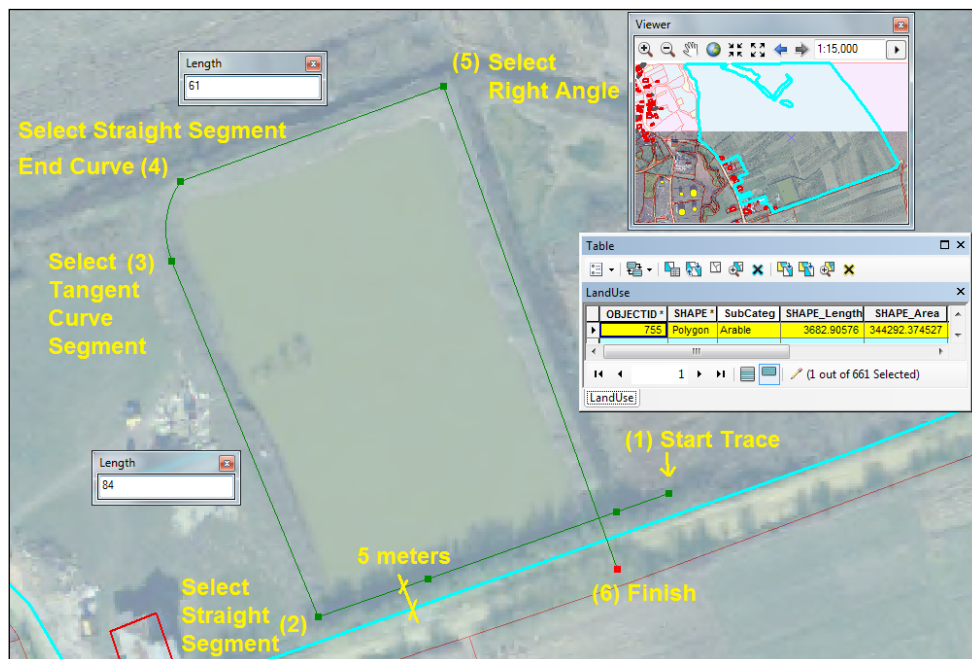 Length
61
(5) Select
Right Angle
Select Straight Segment
End Curve (4)
Select (3)
Tangent
Curve
Segment
Length
84
5 meters
Select
Straight
Segment (2)
(1) Start Trace
(6) Finish
Viewer
1:15,000
Table
LandUse
OBJECTID * SHAPE * SubCateg SHAPE_Length SHAPE_Area
755 Polygon Arable 3682.90576 344292.374527
1
(1 out of 661 Selected)
LandUse